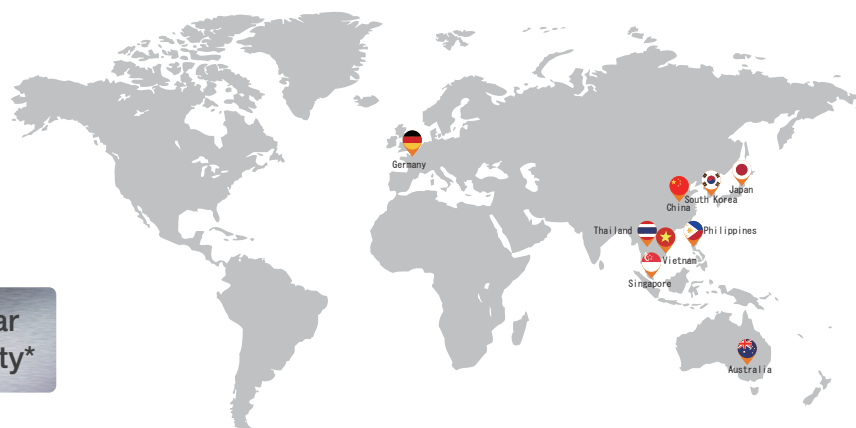 Germany
Japan
South Korea
China
Thailand
Philippines
Vietnam
Singapore
ar
ty*
Australia